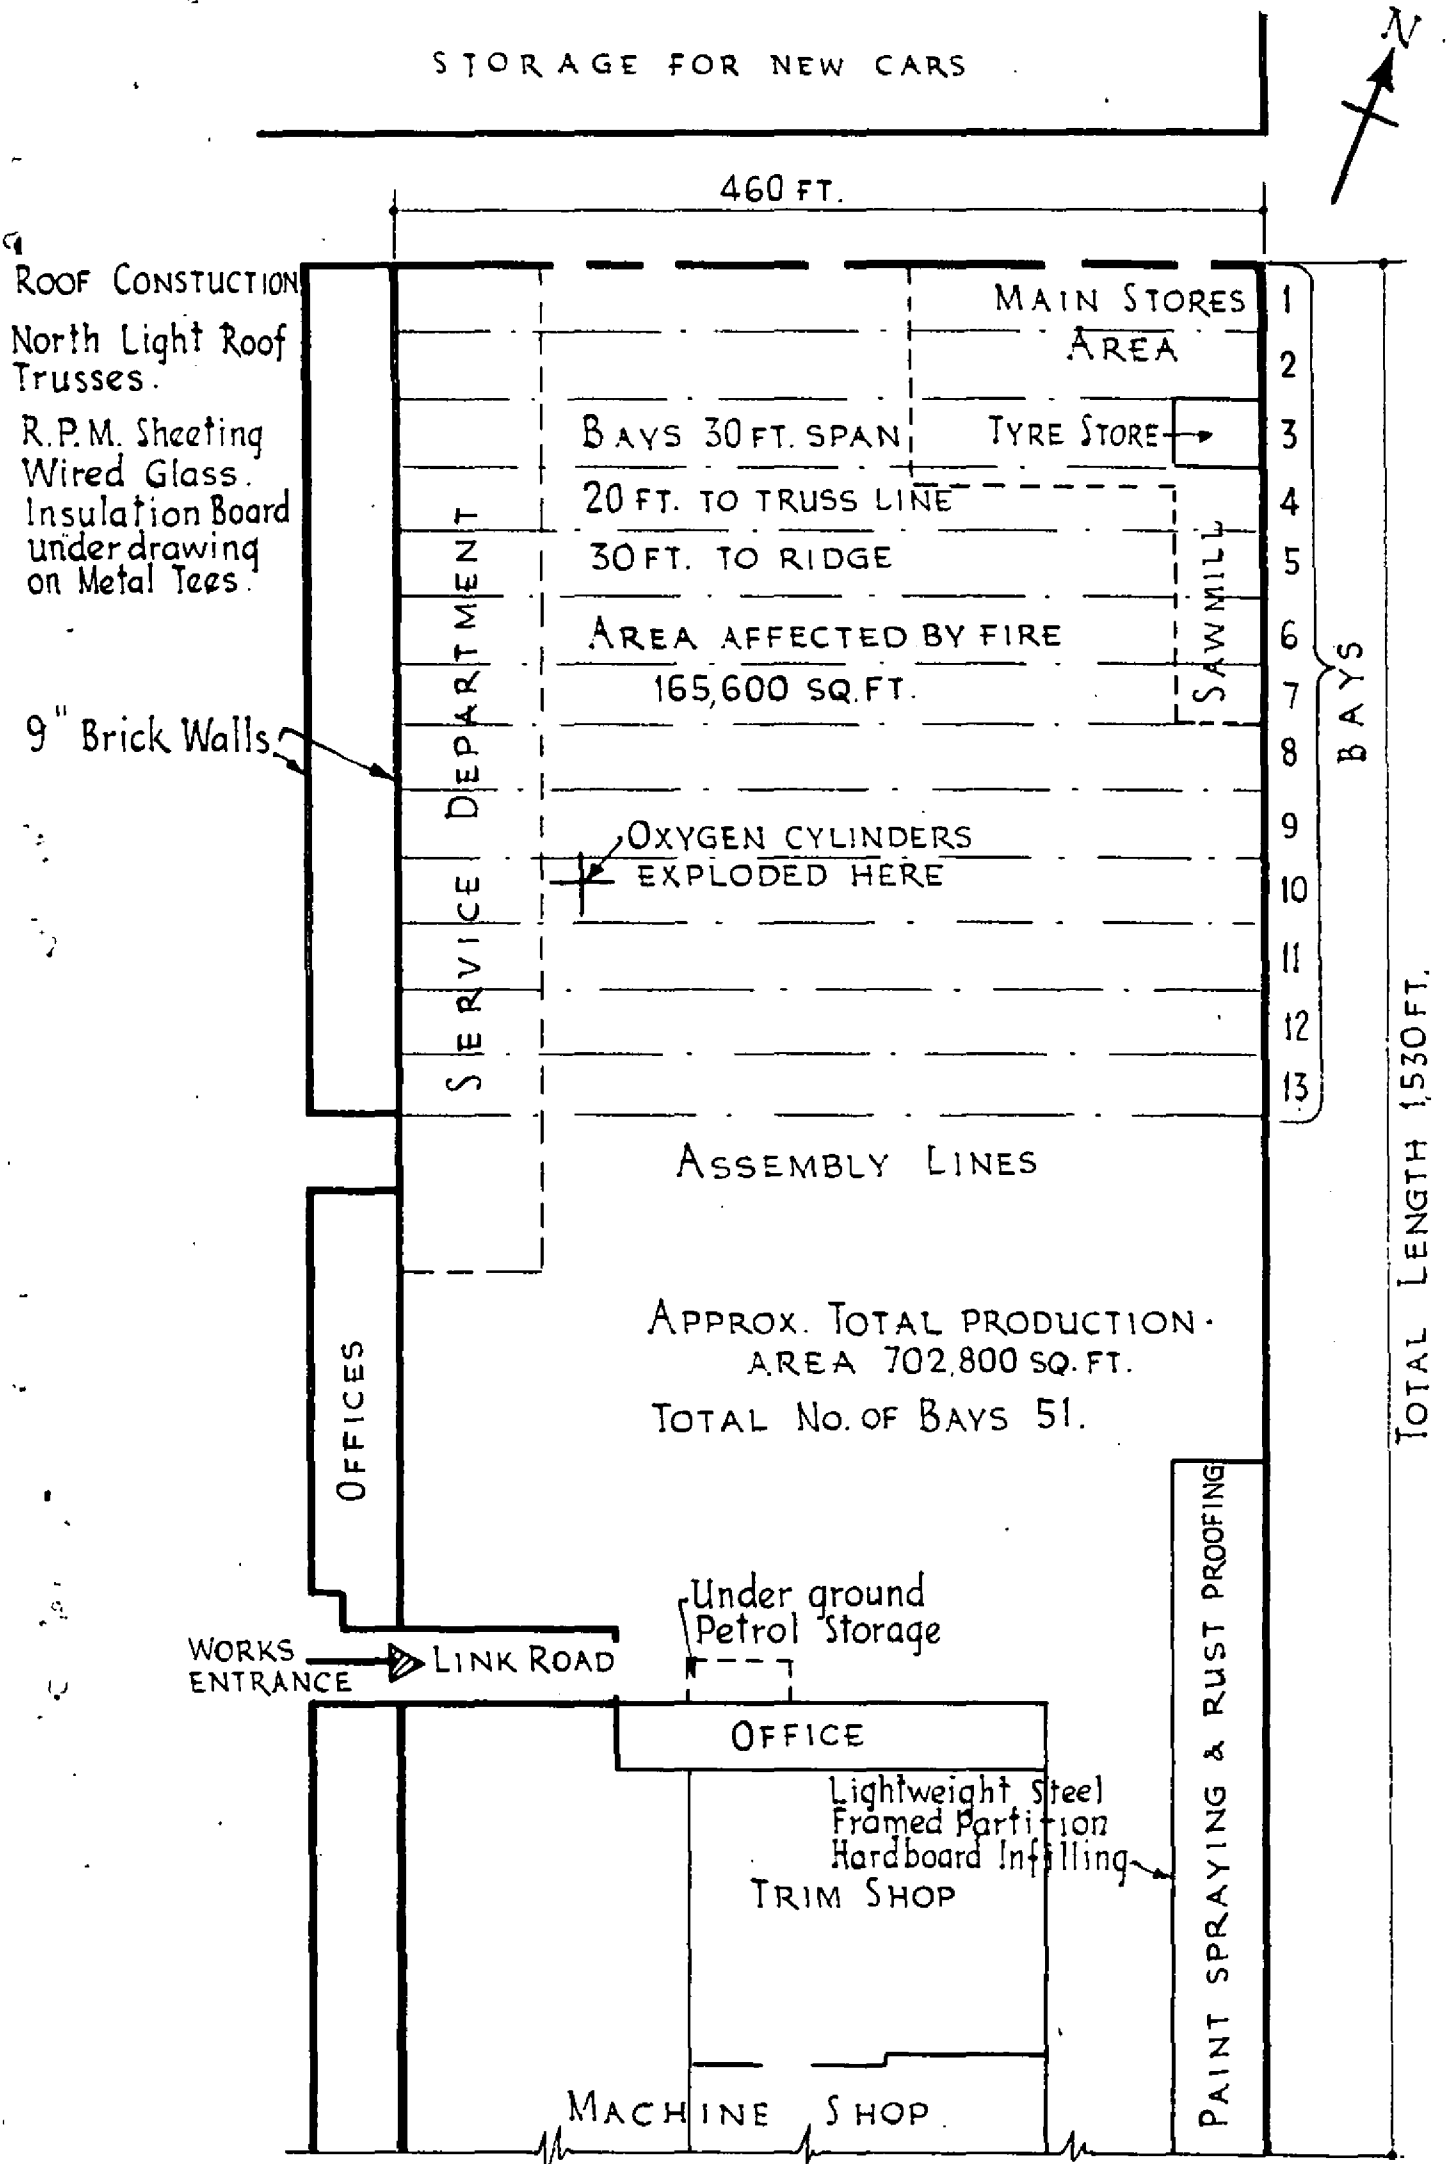 N
STORAGE FOR NEW CARS
460 FT.
ROOF CONSTUCTION
North Light Roof
Trusses.
R.P.M. Sheeting
Wired Glass.
Insulation Board
underdrawing
on Metal Tees.
9" Brick Walls
MAIN STORES
AREA
TYRE STORE
BAYS 30 FT. SPAN
20 FT. TO TRUSS LINE
30 FT. TO RIDGE
AREA AFFECTED BY FIRE
165,600 SQ.FT.
SAWMILL
SERVICE DEPARTMENT
OXYGEN CYLINDERS
EXPLODED HERE
1
2
3
4
5
6
7
8
9
10
11
12
13
BAYS
TOTAL LENGTH 1,530 FT.
ASSEMBLY LINES
APPROX. TOTAL PRODUCTION.
AREA 702,800 SQ. FT.
TOTAL NO. OF BAYS 51.
OFFICES
WORKS
ENTRANCE
LINK ROAD
Under ground
Petrol Storage
OFFICE
Lightweight Steel
Framed Partition
Hardboard Infilling
TRIM SHOP
PAINT SPRAYING & RUST PROOFING
MACHINE SHOP